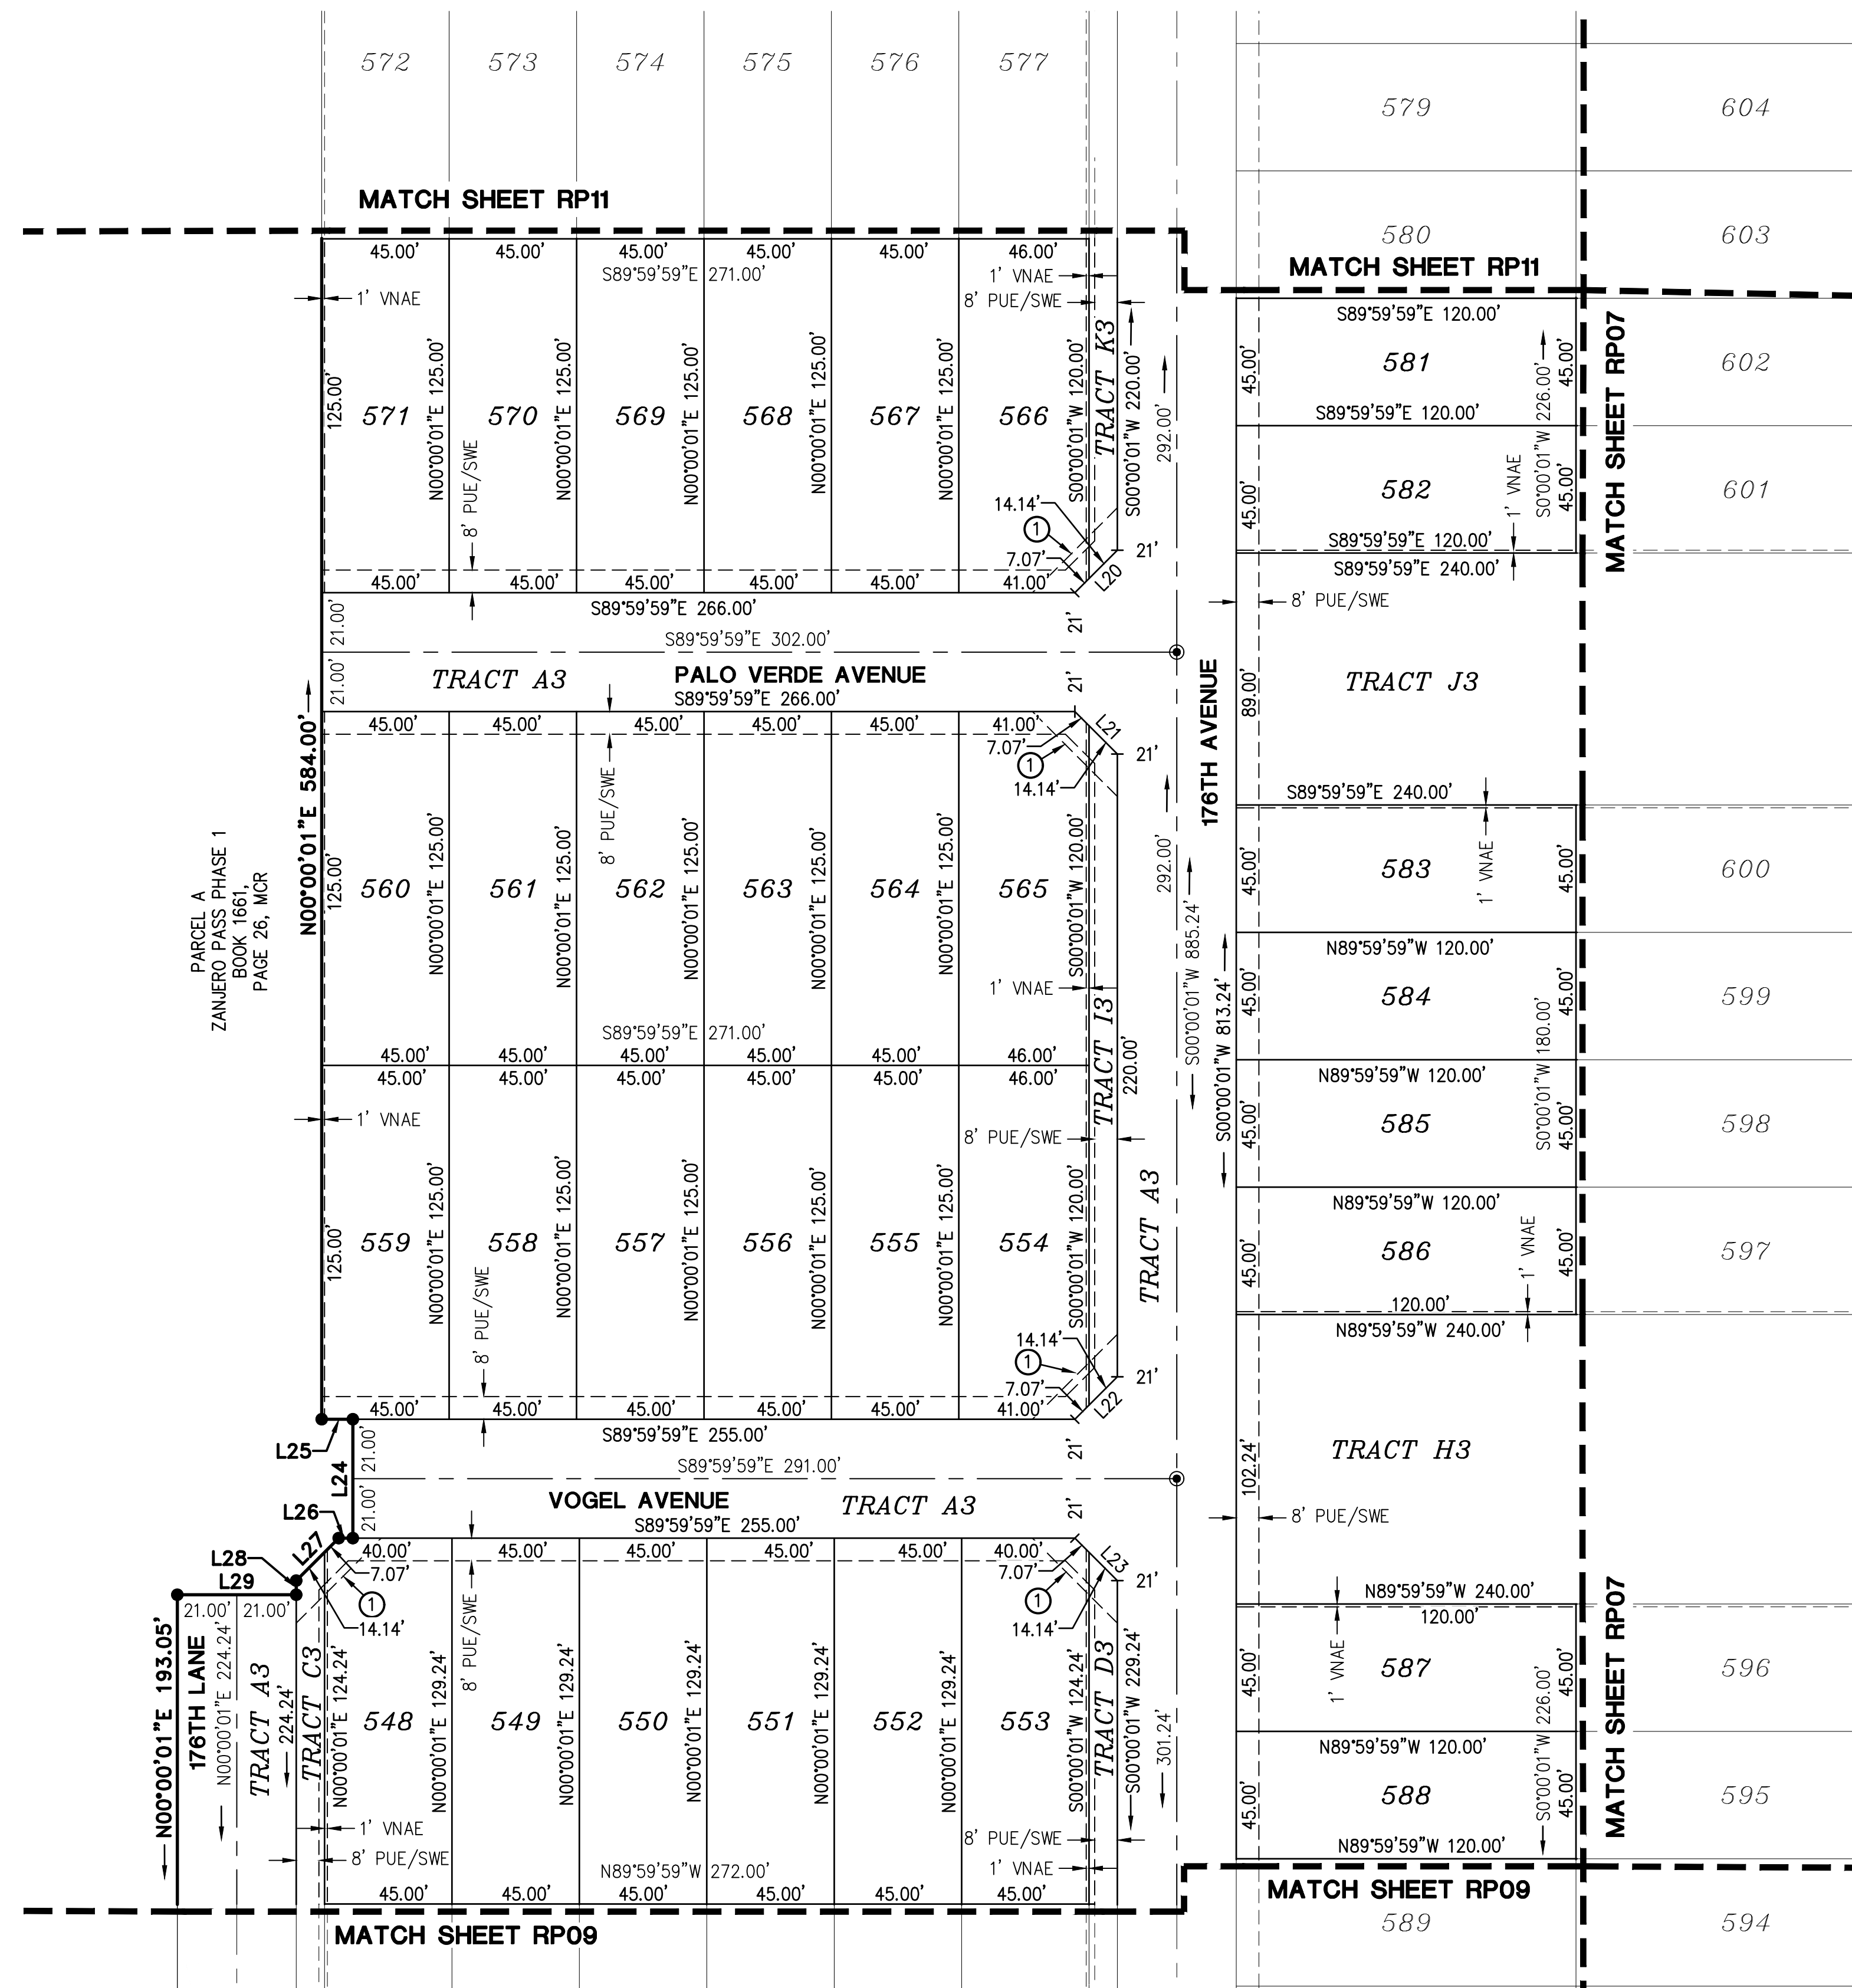 572 573 574 575 576 577
579 604
MATCH SHEET RP11
580 603
MATCH SHEET RP11
45.00' 45.00' 45.00' 45.00' 45.00' 46.00'
S89°59'59"E 271.00'
1' VNAE
1' VNAE
8' PUE/SWE
TRACT K3
S00°00'01"W 220.00'
292.00'
125.00'
N00°00'01"E 125.00'
N00°00'01"E 125.00'
N00°00'01"E 125.00'
N00°00'01"E 125.00'
N00°00'01"E 125.00'
S00°00'01"W 120.00'
571 570 569 568 567 566
8' PUE/SWE
14.14'
1
7.07'
L20
21'
45.00' 45.00' 45.00' 45.00' 45.00' 41.00'
S89°59'59"E 266.00'
21.00'
21'
S89°59'59"E 302.00'
21.00'
TRACT A3
PALO VERDE AVENUE
21'
S89°59'59"E 266.00'
S89°59'59"E 120.00'
45.00' 581 45.00'
S0°00'01"W 226.00'
602
S89°59'59"E 120.00'
45.00' 582 45.00'
1' VNAE
601
S89°59'59"E 120.00'
S89°59'59"E 240.00'
8' PUE/SWE
MATCH SHEET RP07
TRACT J3
89.00'
176TH AVENUE
S89°59'59"E 240.00'
N00°00'01"E 584.00'
PARCEL A
ZANJERO PASS PHASE 1
BOOK 1661,
PAGE 26, MCR
45.00' 45.00' 45.00' 45.00' 45.00' 41.00'
7.07'
L21
1
14.14'
21'
8' PUE/SWE
125.00'
N00°00'01"E 125.00'
N00°00'01"E 125.00'
N00°00'01"E 125.00'
N00°00'01"E 125.00'
N00°00'01"E 125.00'
S00°00'01"W 120.00'
560 561 562 563 564 565
1' VNAE
TRACT I3
220.00'
292.00'
S00°00'01"W 885.24'
S00°00'01"W 813.24'
S89°59'59"E 271.00'
45.00' 45.00' 45.00' 45.00' 45.00' 46.00'
45.00' 45.00' 45.00' 45.00' 45.00' 46.00'
1' VNAE
8' PUE/SWE
125.00'
N00°00'01"E 125.00'
N00°00'01"E 125.00'
N00°00'01"E 125.00'
N00°00'01"E 125.00'
N00°00'01"E 125.00'
S00°00'01"W 120.00'
559 558 557 556 555 554
TRACT A3
8' PUE/SWE
14.14'
1
7.07'
L22
21'
45.00' 45.00' 45.00' 45.00' 45.00' 41.00'
45.00' 583 45.00'
1' VNAE
600
N89°59'59"W 120.00'
45.00' 584 45.00'
599
S0°00'01"W 180.00'
N89°59'59"W 120.00'
45.00' 585 45.00'
598
N89°59'59"W 120.00'
45.00' 586 45.00'
1' VNAE
597
120.00'
N89°59'59"W 240.00'
TRACT H3
102.24'
8' PUE/SWE
N89°59'59"W 240.00'
120.00'
L25
S89°59'59"E 255.00'
21.00'
21'
L24
S89°59'59"E 291.00'
L26
21.00'
VOGEL AVENUE
TRACT A3
21'
S89°59'59"E 255.00'
L27
L28
L29
40.00' 45.00' 45.00' 45.00' 45.00' 40.00'
7.07'
1
14.14'
7.07'
L23
1
14.14'
21'
21.00' 21.00'
8' PUE/SWE
N00°00'01"E 193.05'
176TH LANE
N00°00'01"E 224.24'
TRACT A3
224.24'
TRACT C3
N00°00'01"E 124.24'
N00°00'01"E 129.24'
N00°00'01"E 129.24'
N00°00'01"E 129.24'
N00°00'01"E 129.24'
N00°00'01"E 129.24'
S00°00'01"W 124.24'
548 549 550 551 552 553
TRACT D3
S00°00'01"W 229.24'
301.24'
1' VNAE
8' PUE/SWE
8' PUE/SWE
1' VNAE
N89°59'59"W 272.00'
45.00' 45.00' 45.00' 45.00' 45.00' 45.00'
MATCH SHEET RP09
45.00' 587 45.00'
1' VNAE
596
S0°00'01"W 226.00'
N89°59'59"W 120.00'
45.00' 588 45.00'
595
N89°59'59"W 120.00'
MATCH SHEET RP07
MATCH SHEET RP09
589 594